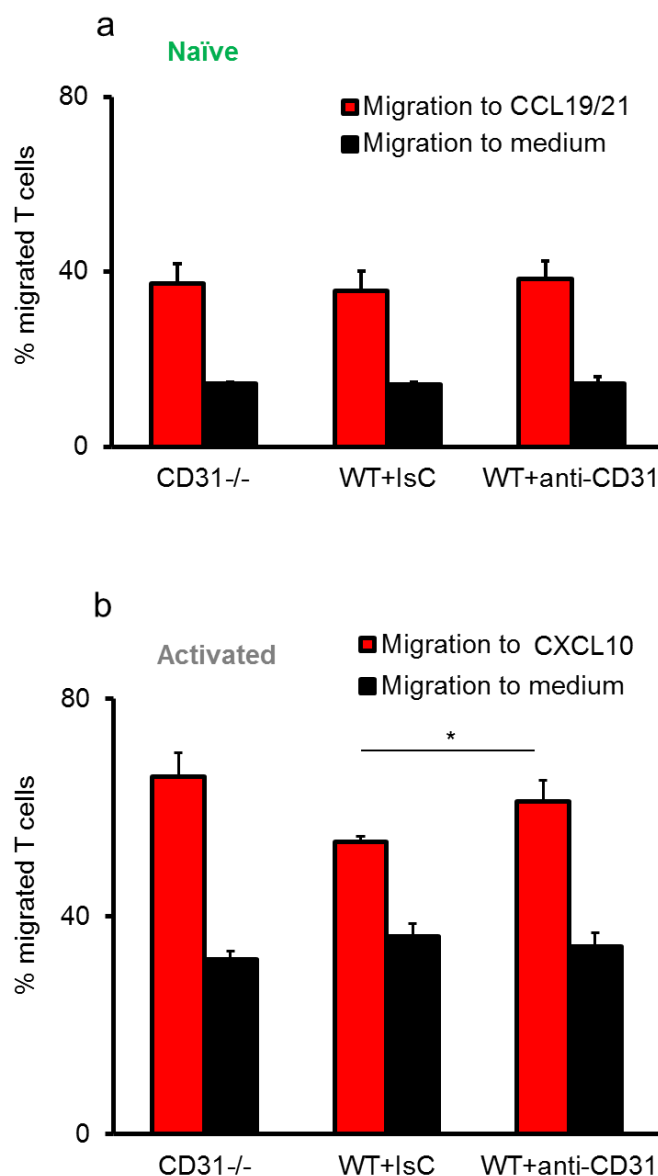 a
Naïve
80
Migration to CCL19/21
Migration to medium
40
% migrated T cells
0
CD31-/- WT+IsC WT+anti-CD31
b
Activated
Migration to CXCL10
Migration to medium
80
*
40
% migrated T cells
0
CD31-/- WT+IsC WT+anti-CD31